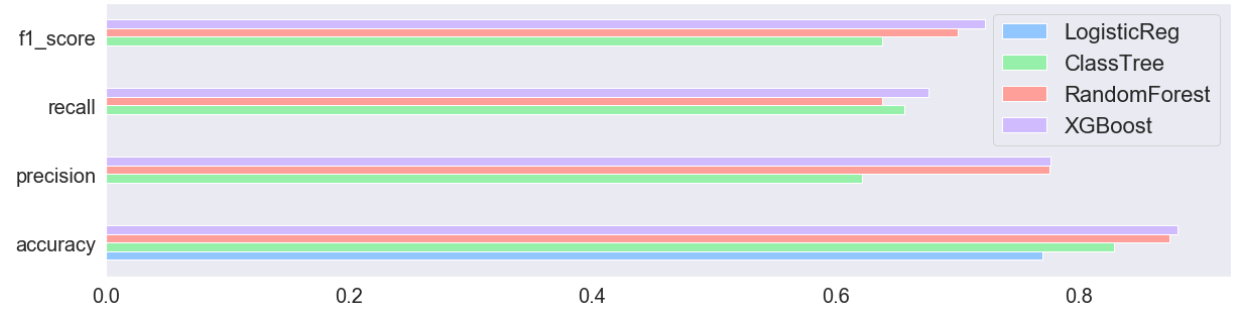 f1_score
recall
precision
accuracy
0.0 0.2 0.4 0.6 0.8
LogisticReg
ClassTree
RandomForest
XGBoost